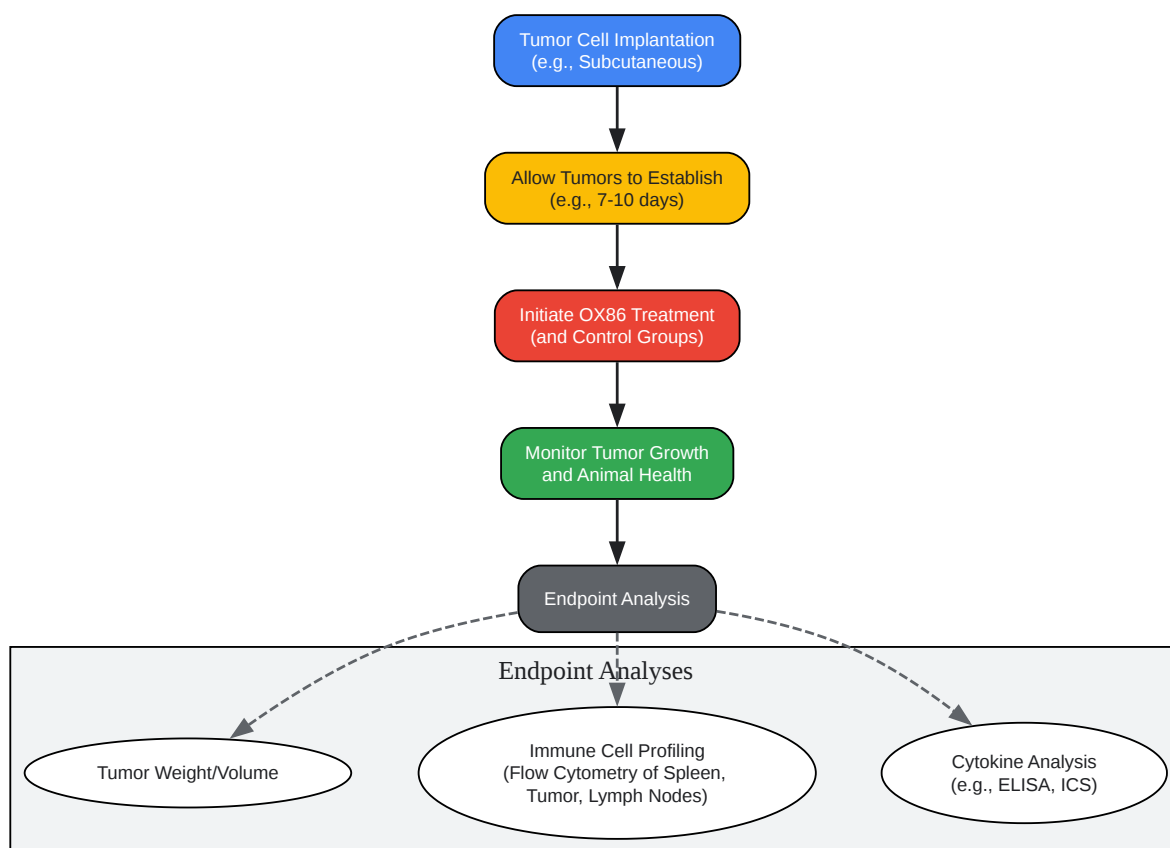 Tumor Cell Implantation
(e.g., Subcutaneous)
Allow Tumors to Establish
(e.g., 7-10 days)
Initiate OX86 Treatment
(and Control Groups)
Monitor Tumor Growth
and Animal Health
Endpoint Analysis
Endpoint Analyses
Tumor Weight/Volume
Immune Cell Profiling
(Flow Cytometry of Spleen,
Tumor, Lymph Nodes)
Cytokine Analysis
(e.g., ELISA, ICS)